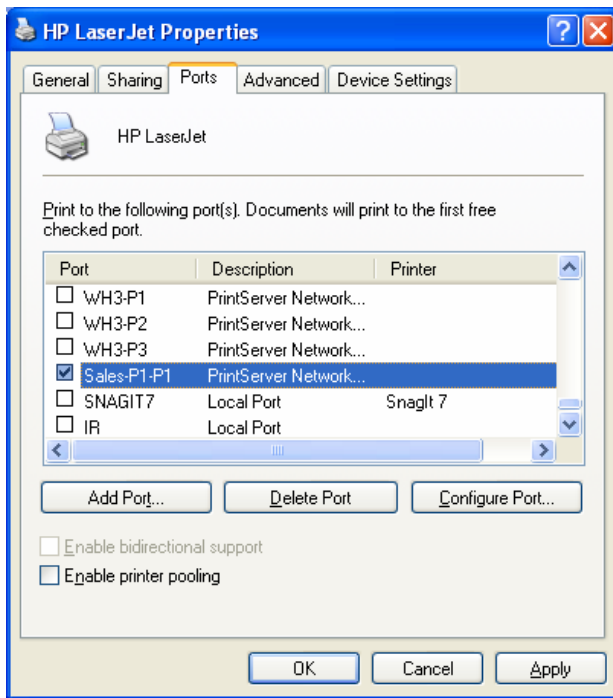 HP LaserJet Properties
General Sharing Ports Advanced Device Settings
HP LaserJet
Print to the following port(s). Documents will print to the first free
checked port.
Port Description Printer
WH3-P1 PrintServer Network...
WH3-P2 PrintServer Network...
WH3-P3 PrintServer Network...
Sales-P1-P1 PrintServer Network...
SNAGIT7 Local Port SnagIt 7
IR Local Port
Add Port... Delete Port Configure Port...
Enable bidirectional support
Enable printer pooling
OK Cancel Apply